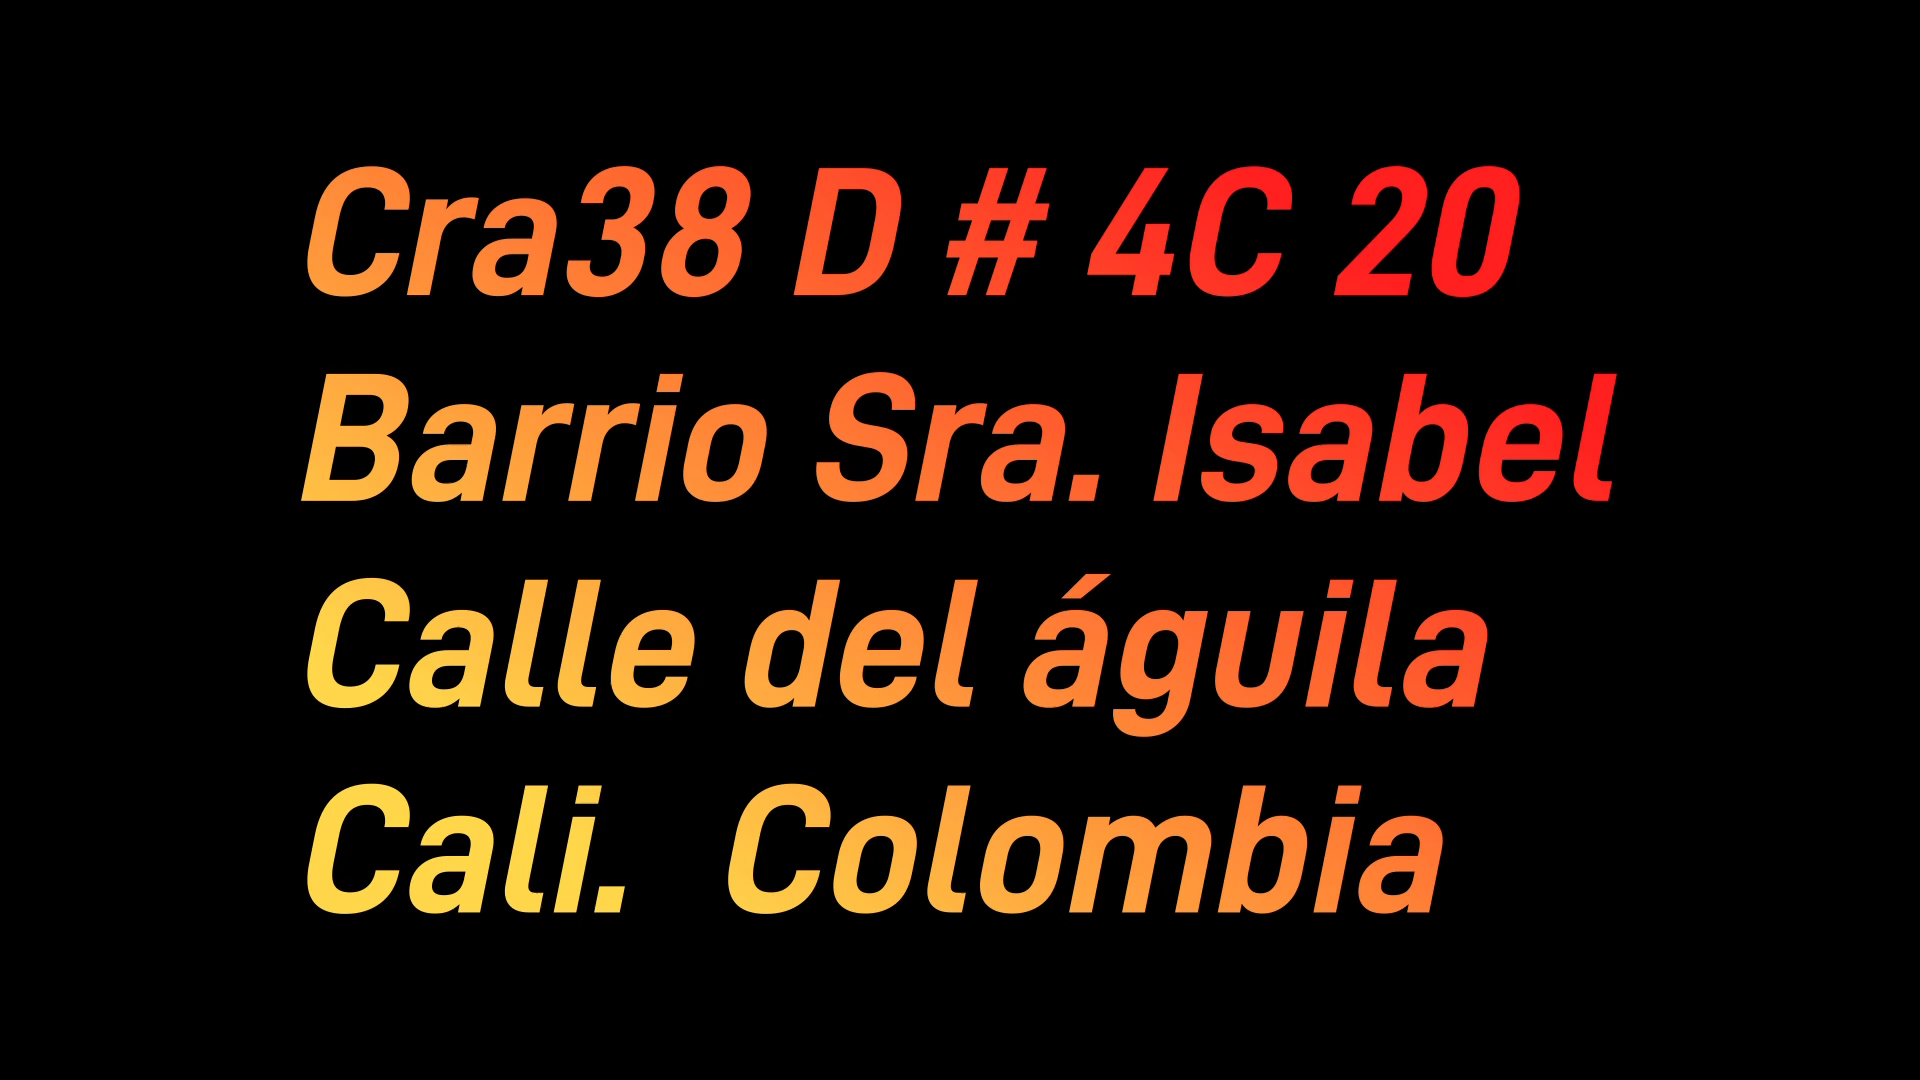 Cra38 D # 4C 20
Barrio Sra. Isabel
Calle del águila
Cali.  Colombia